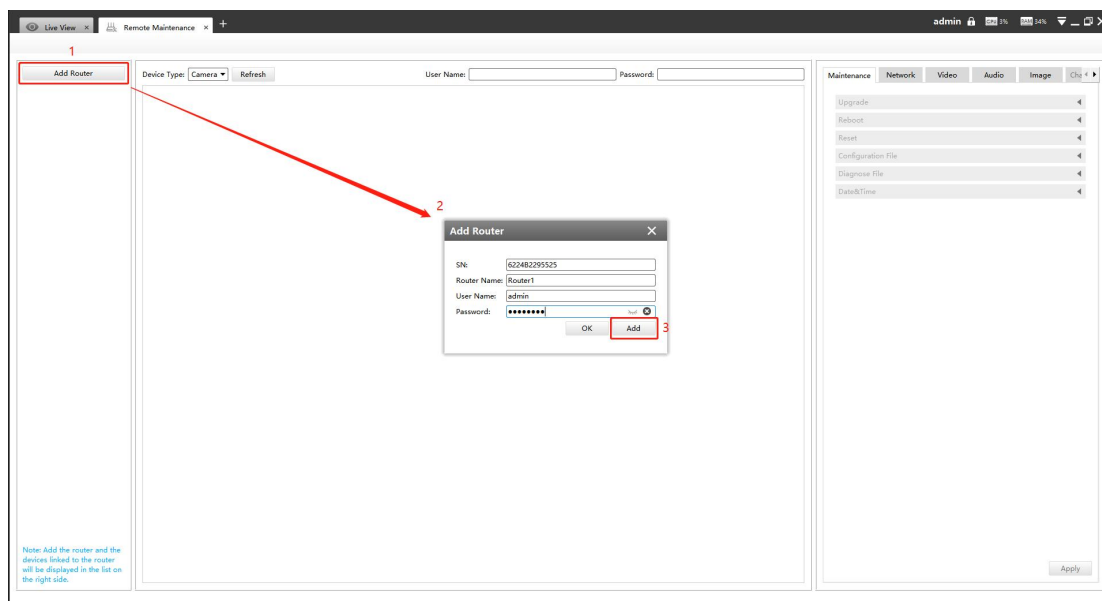 Live View ×
Remote Maintenance ×
+
admin
CPU 3%
RAM 34%
1
Add Router
Device Type: Camera
Refresh
User Name:
Password:
Maintenance
Network
Video
Audio
Image
Upgrade
Reboot
Reset
Configuration File
Diagnose File
Date&Time
2
Add Router
SN: 6224B2295525
Router Name: Router1
User Name: admin
Password: ●●●●●●●●
OK
Add
3
Note: Add the router and the
devices linked to the router
will be displayed in the list on
the right side.
Apply